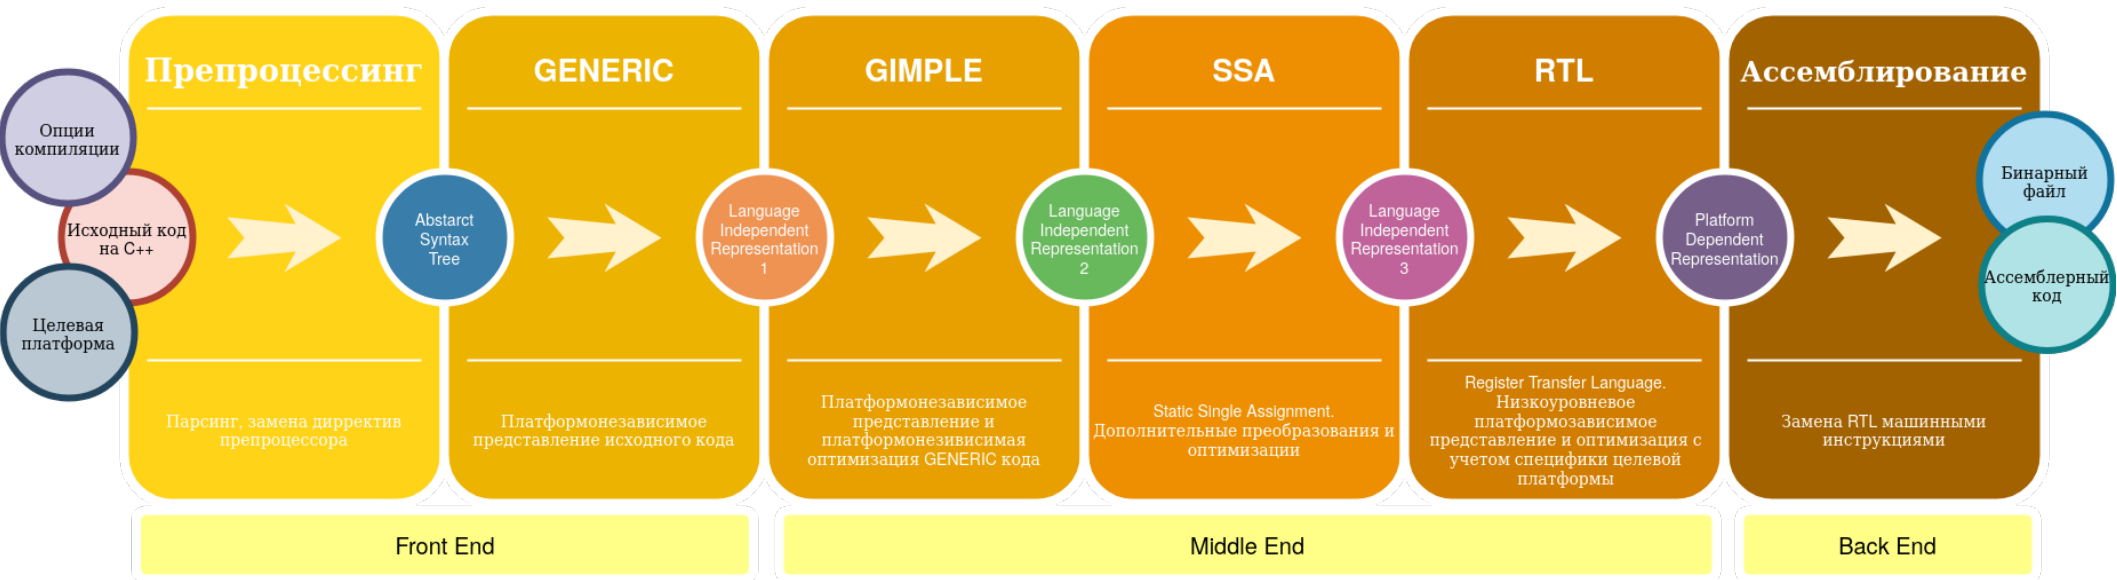 Препроцессинг
GENERIC
GIMPLE
SSA
RTL
Ассемблирование
Опции
компиляции
Исходный код
на C++
Целевая
платформа
Abstarct
Syntax
Tree
Language
Independent
Representation
1
Language
Independent
Representation
2
Language
Independent
Representation
3
Platform
Dependent
Representation
Бинарный
файл
Ассемблерный
код
Парсинг, замена дирректив
препроцессора
Платформонезависимое
представление исходного кода
Платформонезависимое
представление и
платформонезивисимая
оптимизация GENERIC кода
Static Single Assignment.
Дополнительные преобразования и
оптимизации
Register Transfer Language.
Низкоуровневое
платформозависимое
представление и оптимизация с
учетом специфики целевой
платформы
Замена RTL машинными
инструкциями
Front End
Middle End
Back End